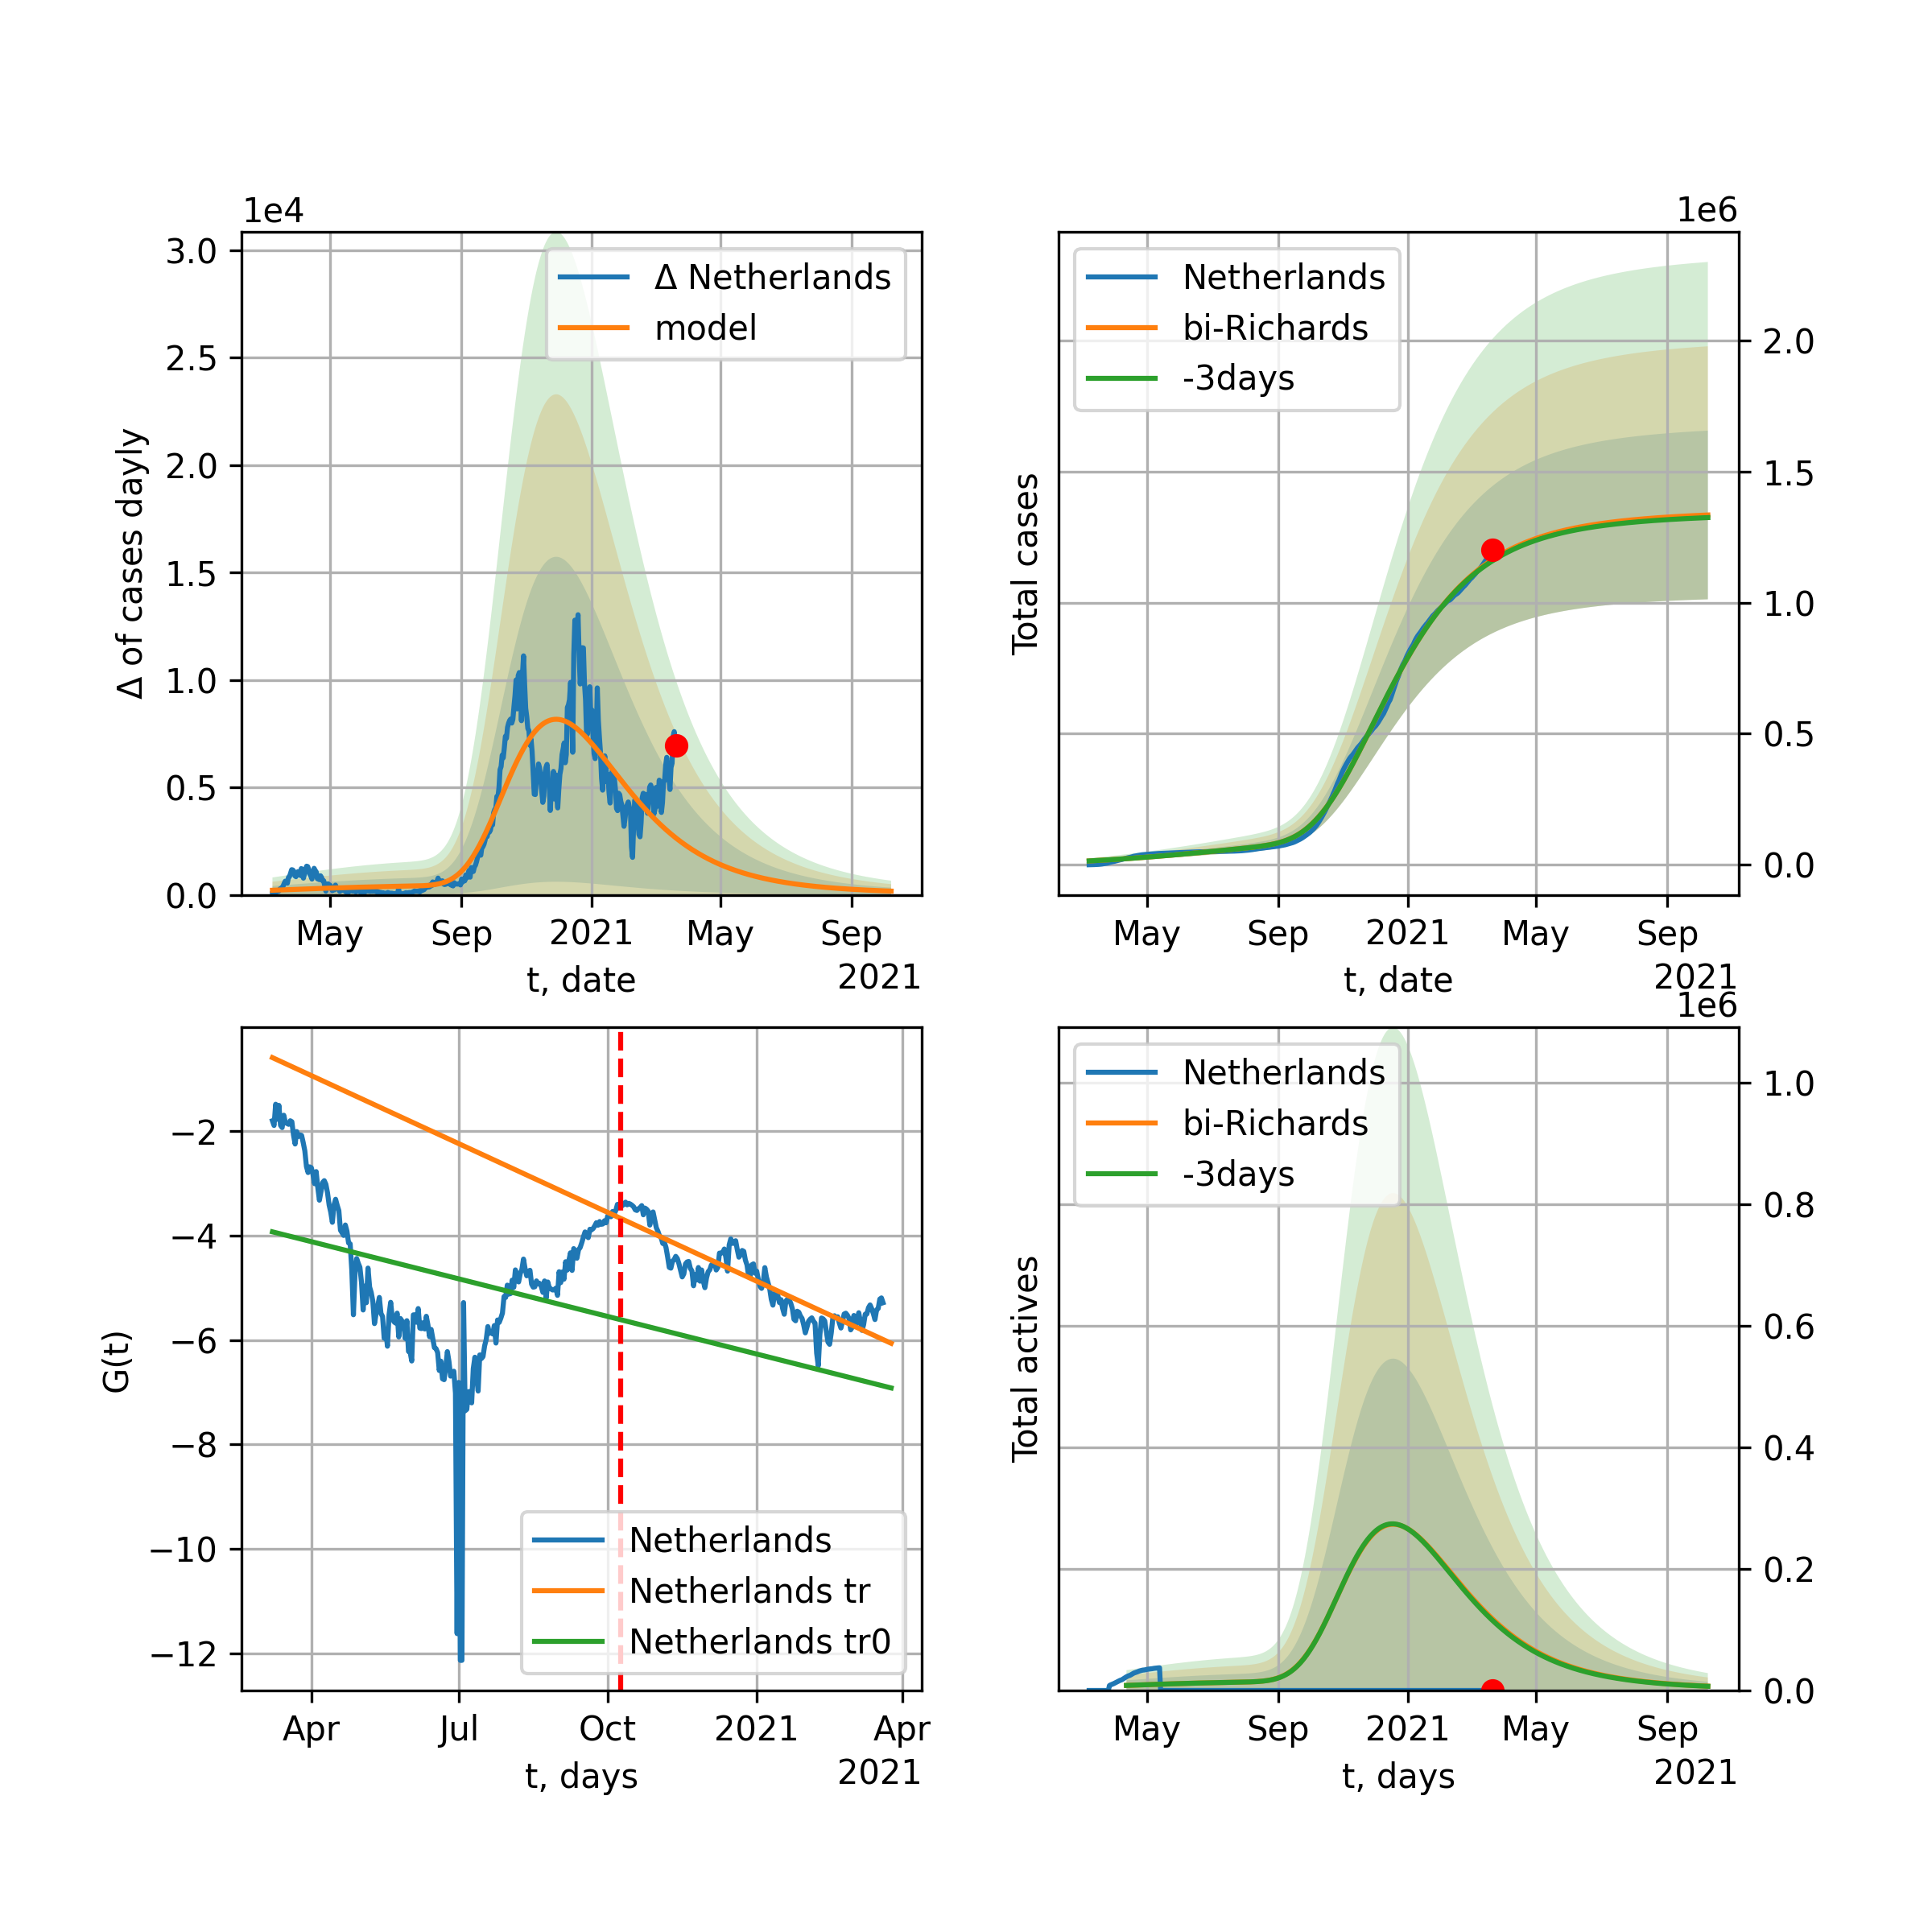 1e4
3.0
2.5
2.0
1.5
1.0
0.5
0.0
Δ of cases dayly
Δ Netherlands
model
May Sep 2021 May Sep
t, date
2021
1e6
Total cases
Netherlands
bi-Richards
-3days
2.0
1.5
1.0
0.5
0.0
May Sep 2021 May Sep
t, date
2021
G(t)
−2
−4
−6
−8
−10
−12
Netherlands
Netherlands tr
Netherlands tr0
Apr Jul Oct 2021 Apr
t, days
2021
1e6
Total actives
Netherlands
bi-Richards
-3days
1.0
0.8
0.6
0.4
0.2
0.0
May Sep 2021 May Sep
t, days
2021